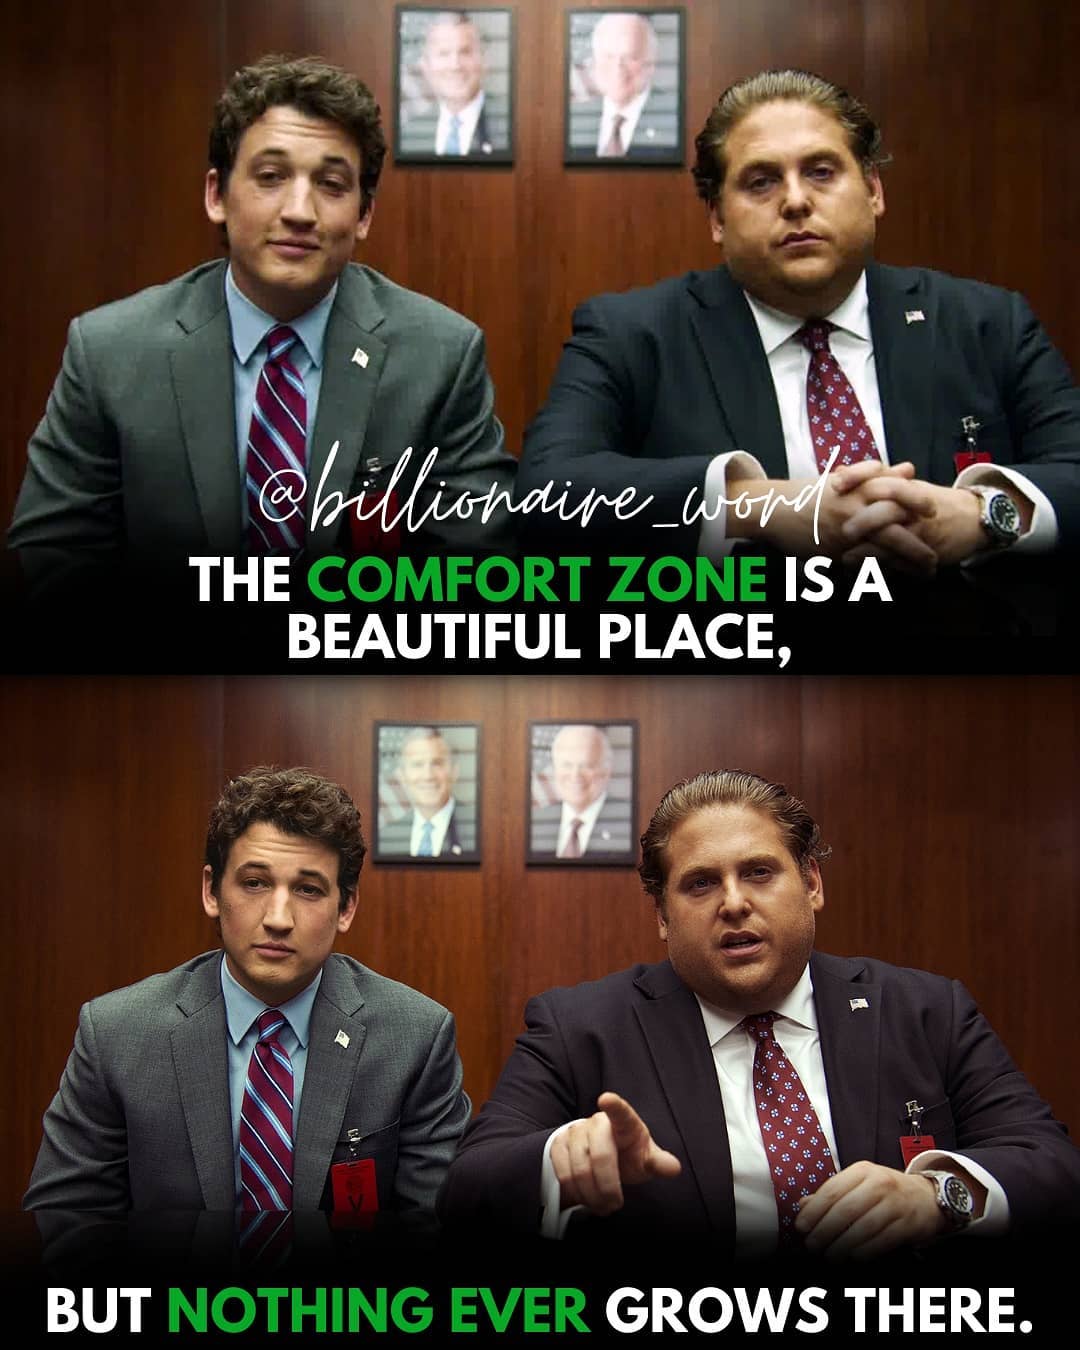 @billionaire_word
THE COMFORT ZONE IS A
BEAUTIFUL PLACE,
BUT NOTHING EVER GROWS THERE.